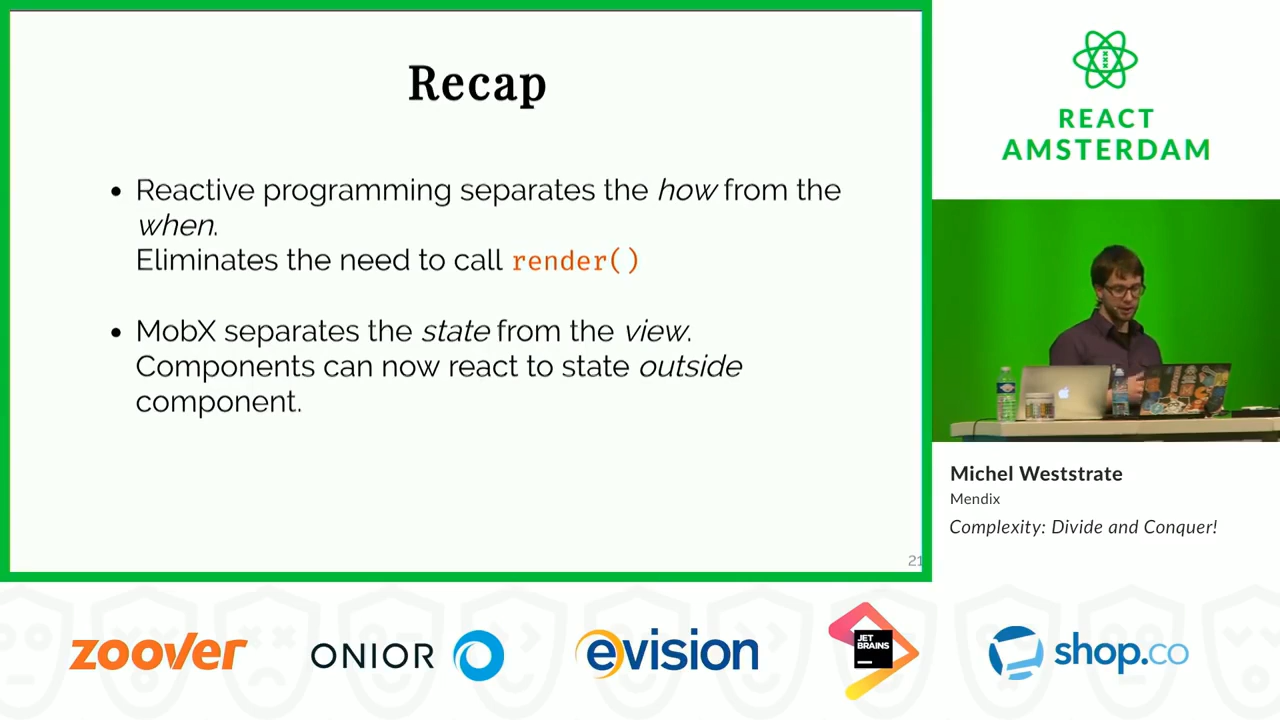 Recap
• Reactive programming separates the how from the
when.
Eliminates the need to call render()
• MobX separates the state from the view.
Components can now react to state outside
component.
21
REACT
AMSTERDAM
Michel Weststrate
Mendix
Complexity: Divide and Conquer!
zoover
ONIOR
evision
JET
BRAINS
shop.co